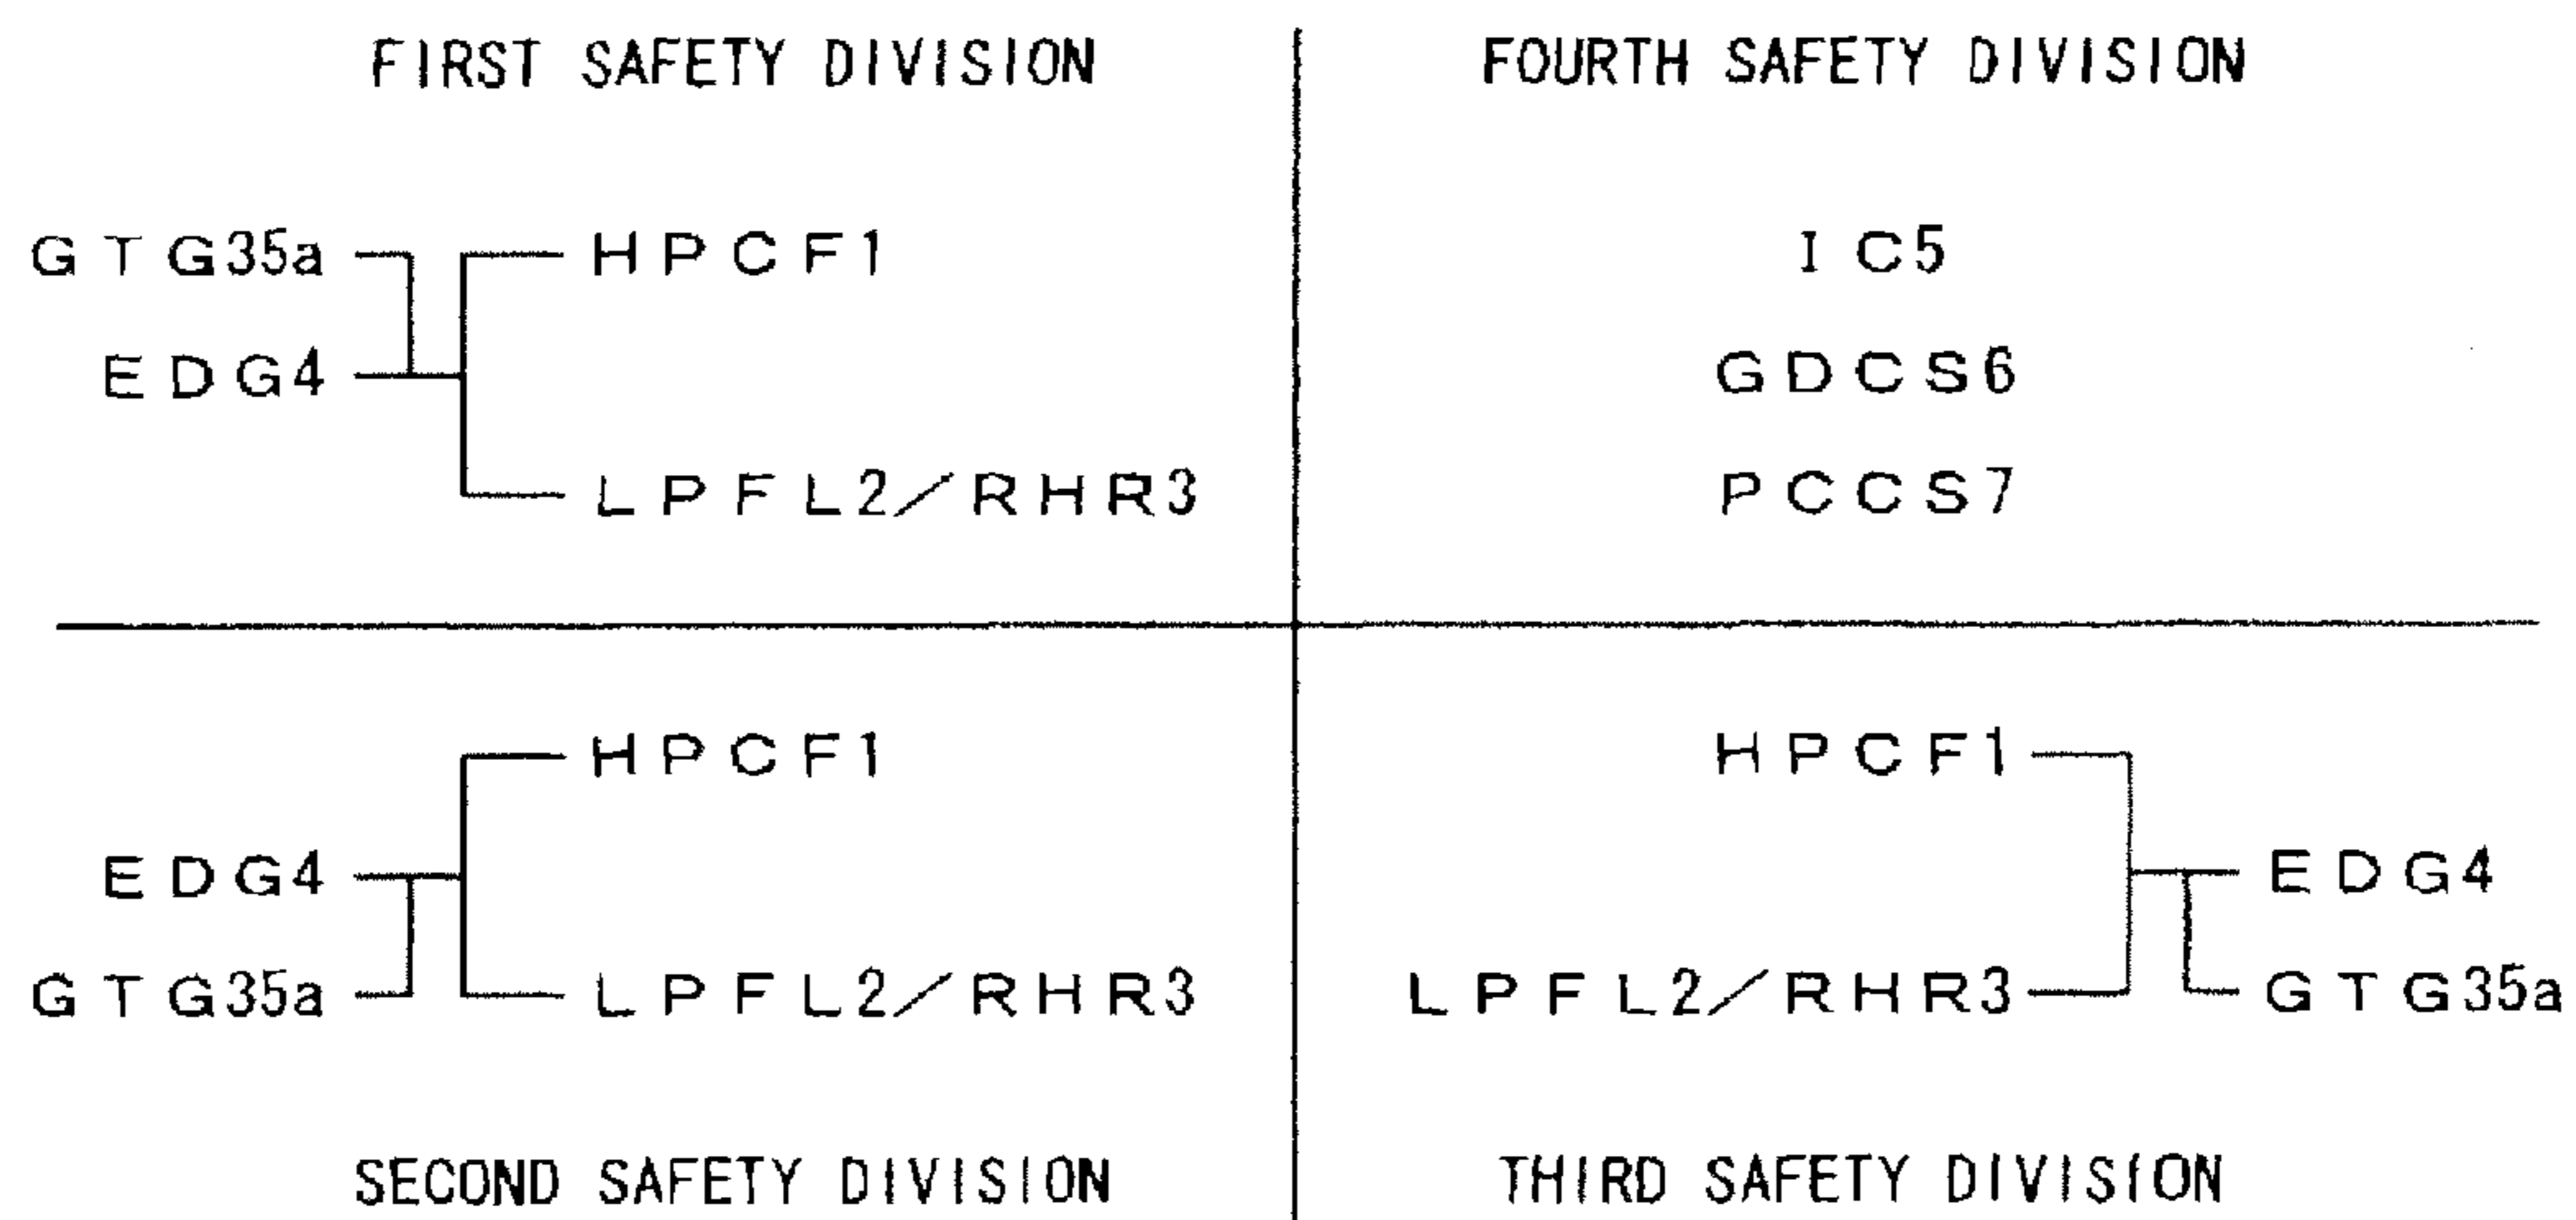 FIRST SAFETY DIVISION
GTG35a HPCF1
EDG4
LPFL2/RHR3
FOURTH SAFETY DIVISION
IC5
GDCS6
PCCS7
HPCF1
EDG4
GTG35a LPFL2/RHR3
SECOND SAFETY DIVISION
HPCF1
EDG4
LPFL2/RHR3 GTG35a
THIRD SAFETY DIVISION